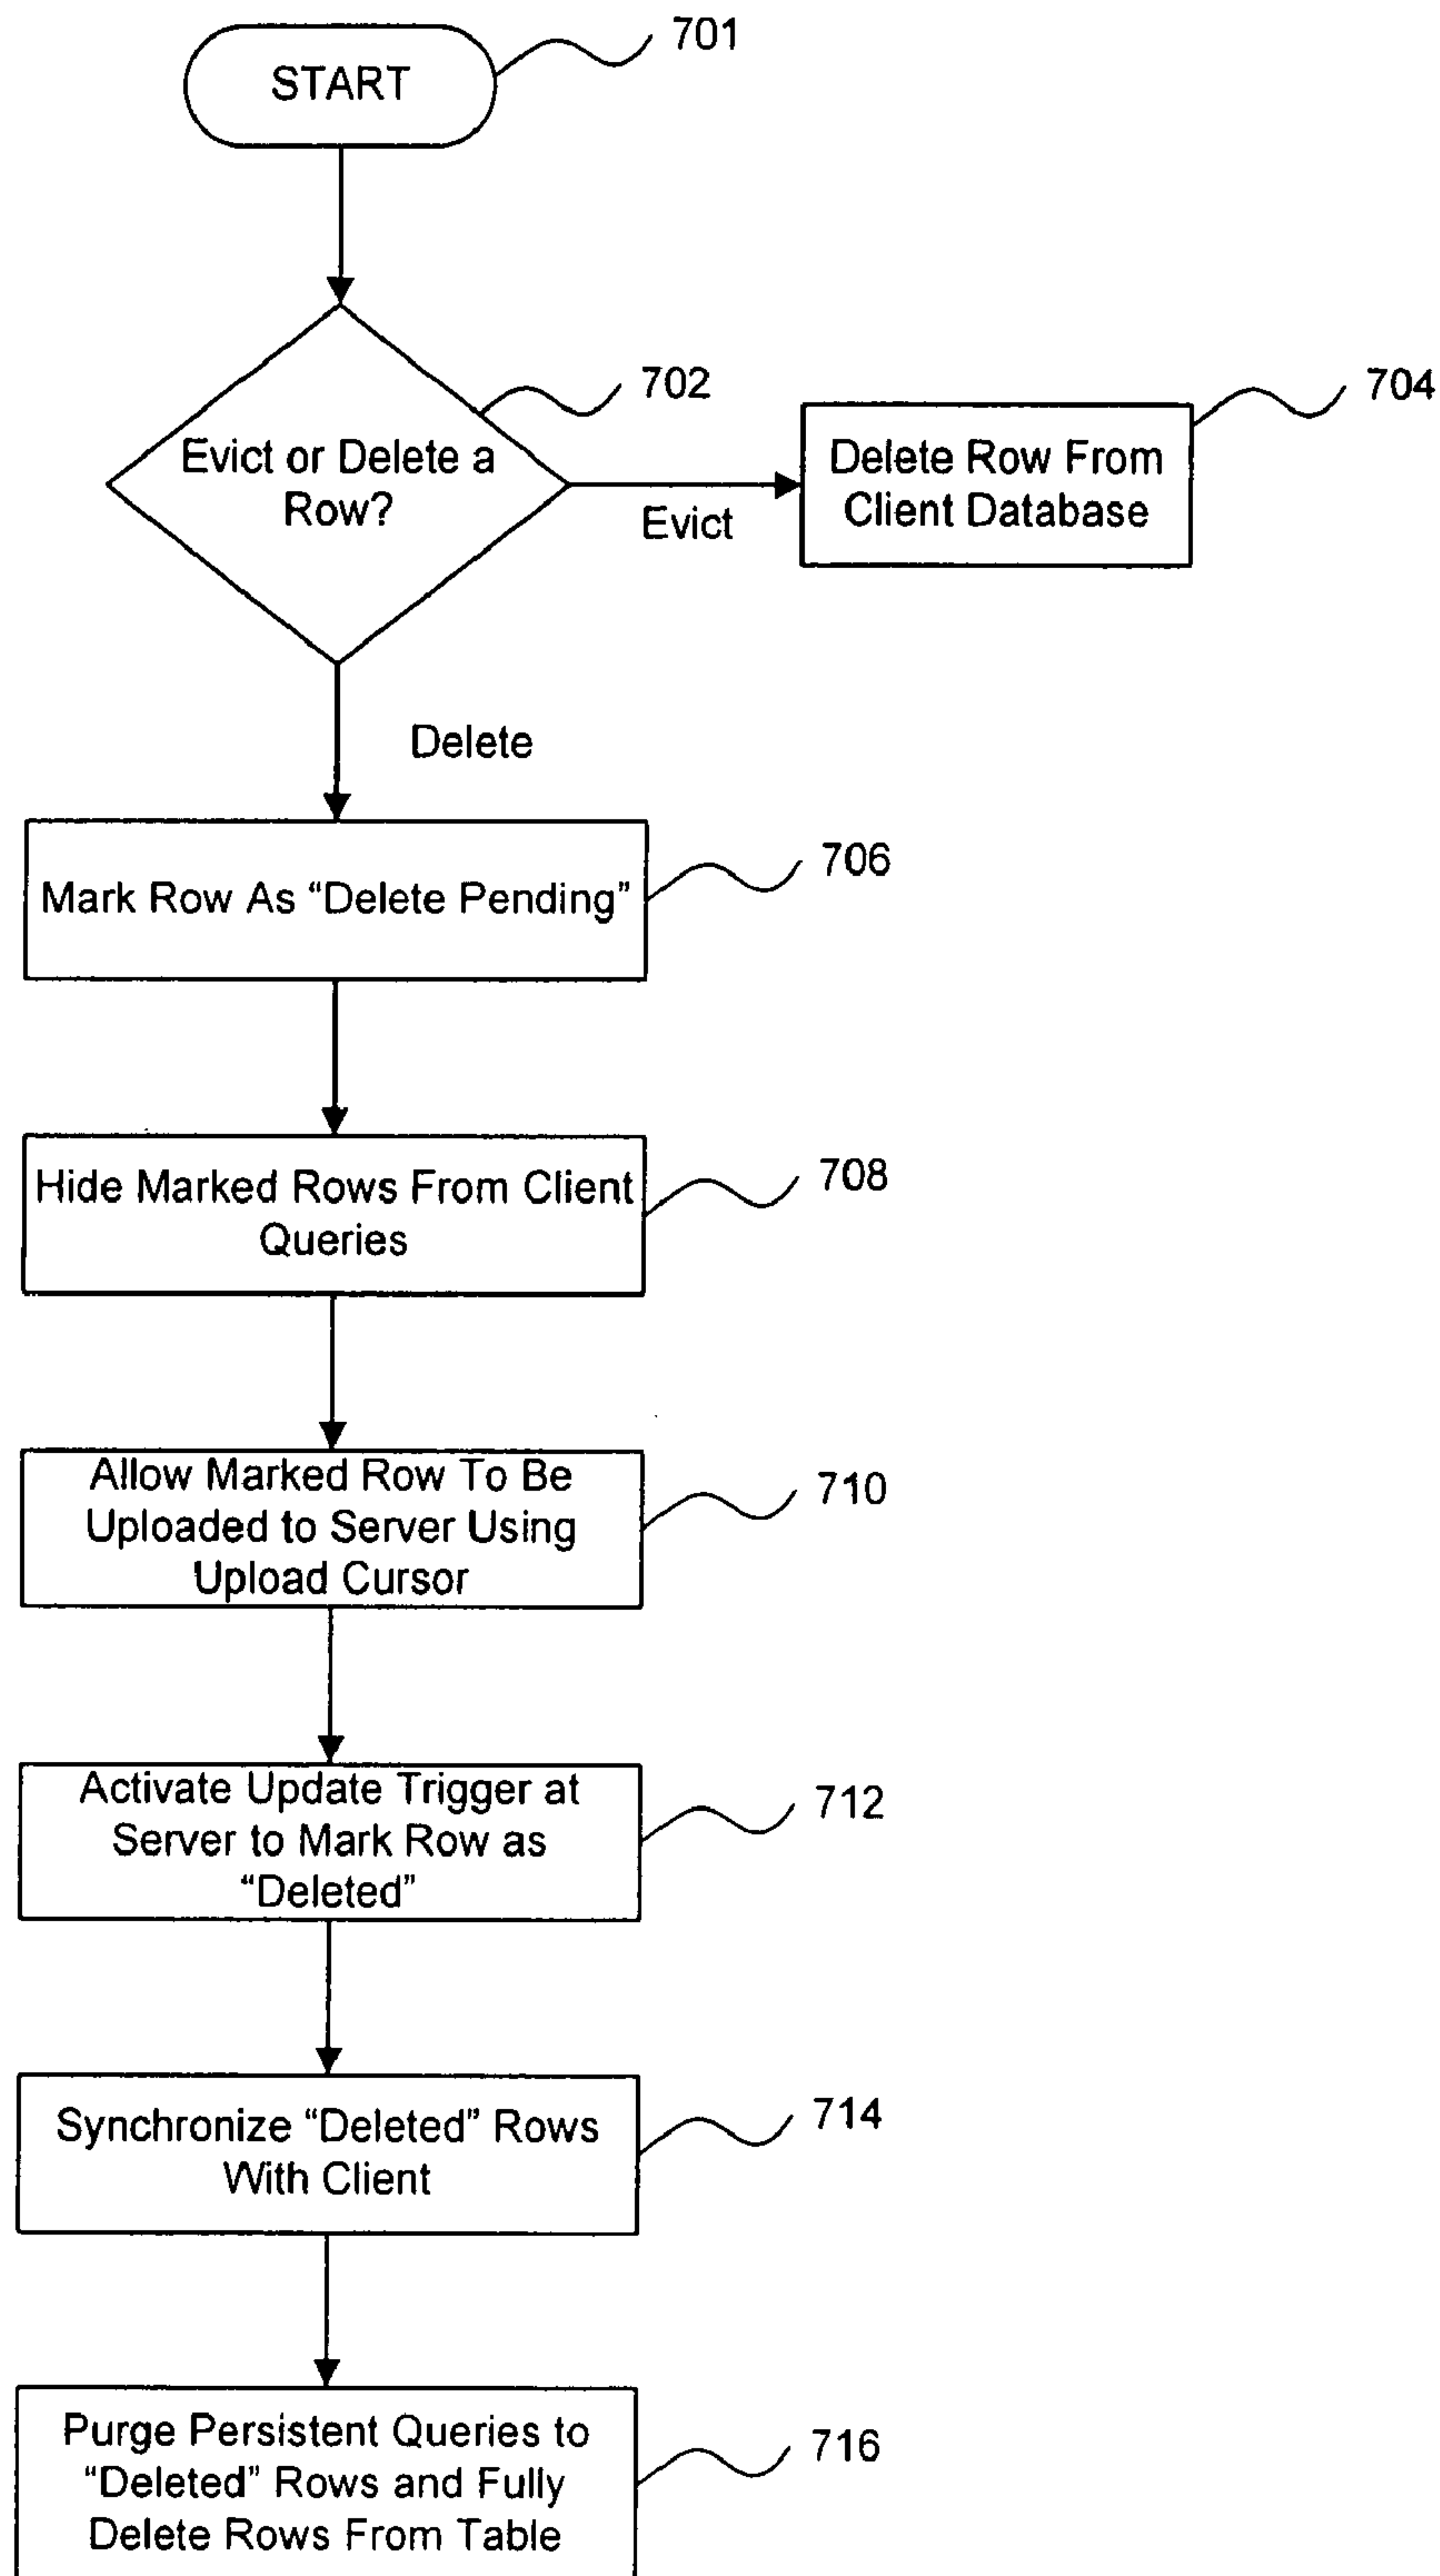 701
START
702
704
Evict or Delete a
Row?
Delete Row From
Client Database
Evict
Delete
706
Mark Row As “Delete Pending”
708
Hide Marked Rows From Client
Queries
710
Allow Marked Row To Be
Uploaded to Server Using
Upload Cursor
712
Activate Update Trigger at
Server to Mark Row as
“Deleted”
714
Synchronize “Deleted” Rows
With Client
716
Purge Persistent Queries to
“Deleted” Rows and Fully
Delete Rows From Table